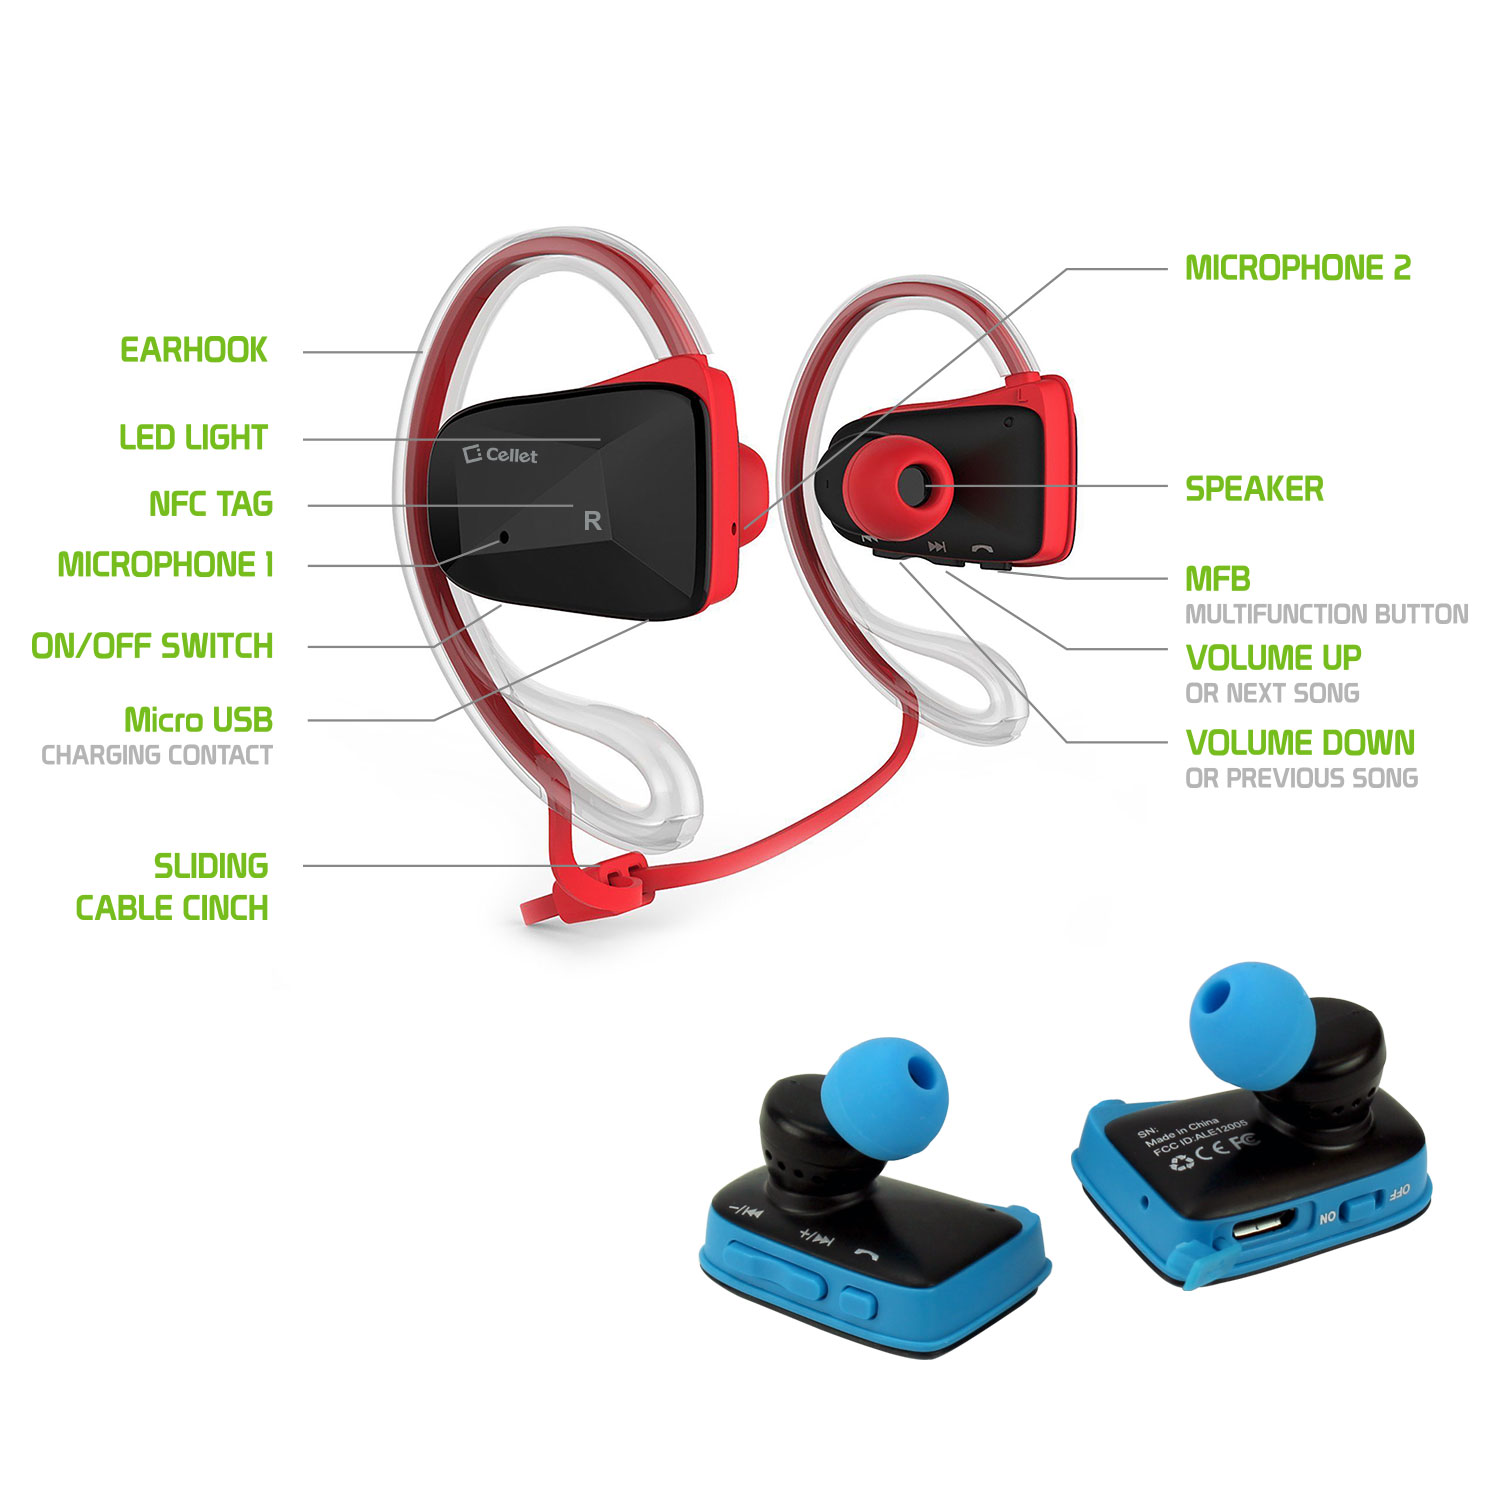 EARHOOK
LED LIGHT
NFC TAG
MICROPHONE 1
ON/OFF SWITCH
Micro USB
CHARGING CONTACT
SLIDING
CABLE CINCH
Cellet
R
L
MICROPHONE 2
SPEAKER
MFB
MULTIFUNCTION BUTTON
VOLUME UP
OR NEXT SONG
VOLUME DOWN
OR PREVIOUS SONG
SN:
Made in China
FCC ID:ALE12005
CE FC
ON OFF